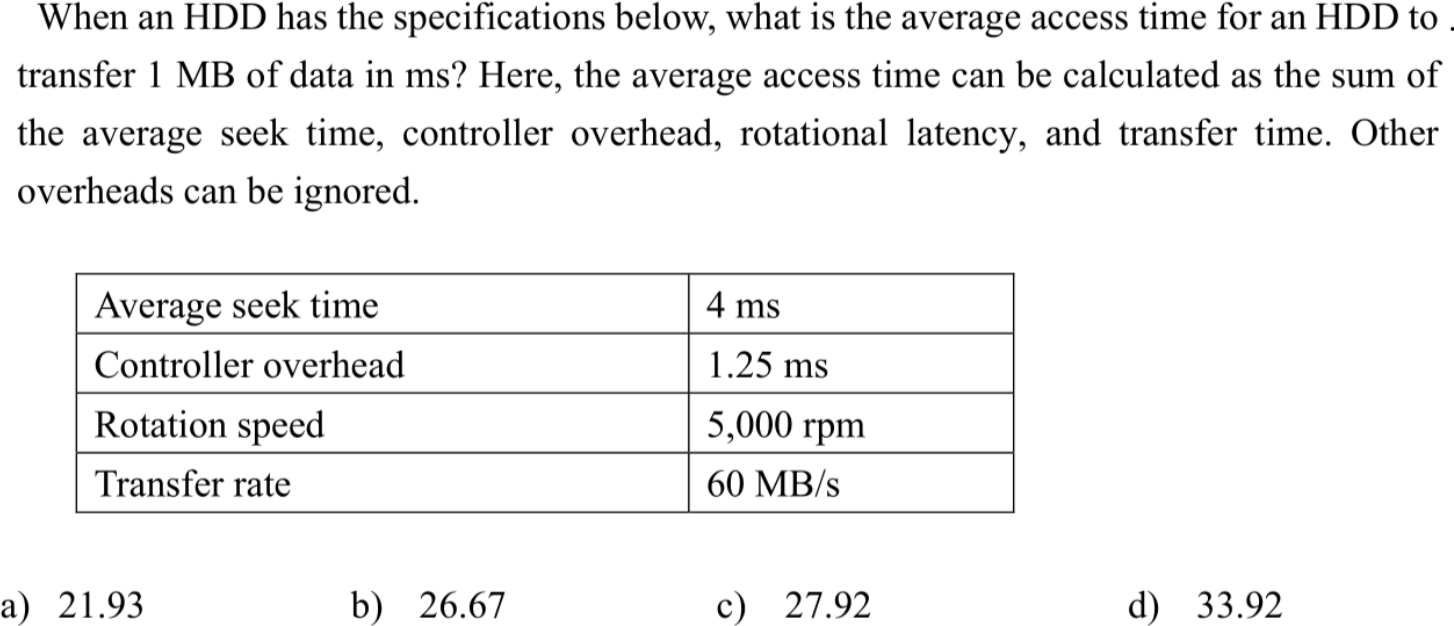 When an HDD has the specifications below, what is the average access time for an HDD to .
transfer 1 MB of data in ms? Here, the average access time can be calculated as the sum of
the average seek time, controller overhead, rotational latency, and transfer time. Other
overheads can be ignored.
Average seek time 4 ms
Controller overhead 1.25 ms
Rotation speed 5,000 rpm
Transfer rate 60 MB/s
a) 21.93 b) 26.67 c) 27.92 d) 33.92